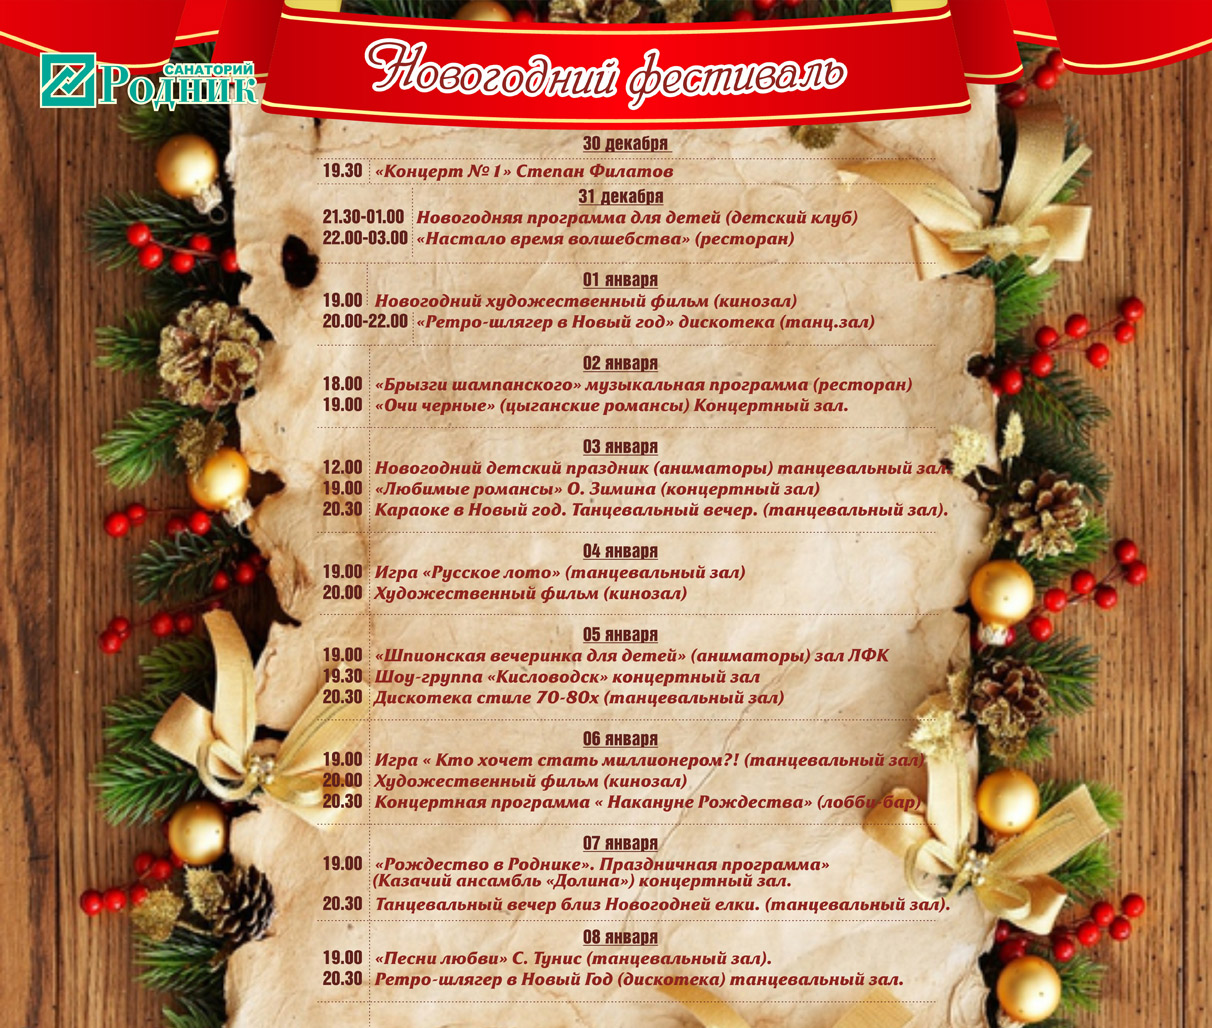 САНАТОРИЙ
Родник
Новогодний фестиваль
30 декабря
19.30 «Концерт №1» Степан Филатов
31 декабря
21.30-01.00 Новогодняя программа для детей (детский клуб)
22.00-03.00 «Настало время волшебства» (ресторан)
01 января
19.00 Новогодний художественный фильм (кинозал)
20.00-22.00 «Ретро-шлягер в Новый год» дискотека (танц.зал)
02 января
18.00 «Брызги шампанского» музыкальная программа (ресторан)
19.00 «Очи черные» (цыганские романсы) Концертный зал.
03 января
12.00 Новогодний детский праздник (аниматоры) танцевальный зал.
19.00 «Любимые романсы» О. Зимина (концертный зал)
20.30 Караоке в Новый год. Танцевальный вечер. (танцевальный зал).
04 января
19.00 Игра «Русское лото» (танцевальный зал)
20.00 Художественный фильм (кинозал)
05 января
19.00 «Шпионская вечеринка для детей» (аниматоры) зал ЛФК
19.30 Шоу-группа «Кисловодск» концертный зал
20.30 Дискотека стиле 70-80х (танцевальный зал)
06 января
19.00 Игра « Кто хочет стать миллионером?! (танцевальный зал)
20.00 Художественный фильм (кинозал)
20.30 Концертная программа « Накануне Рождества» (лобби-бар)
07 января
19.00 «Рождество в Роднике». Праздничная программа»
(Казачий ансамбль «Долина») концертный зал.
20.30 Танцевальный вечер близ Новогодней елки. (танцевальный зал).
08 января
19.00 «Песни любви» С. Тунис (танцевальный зал).
20.30 Ретро-шлягер в Новый Год (дискотека) танцевальный зал.